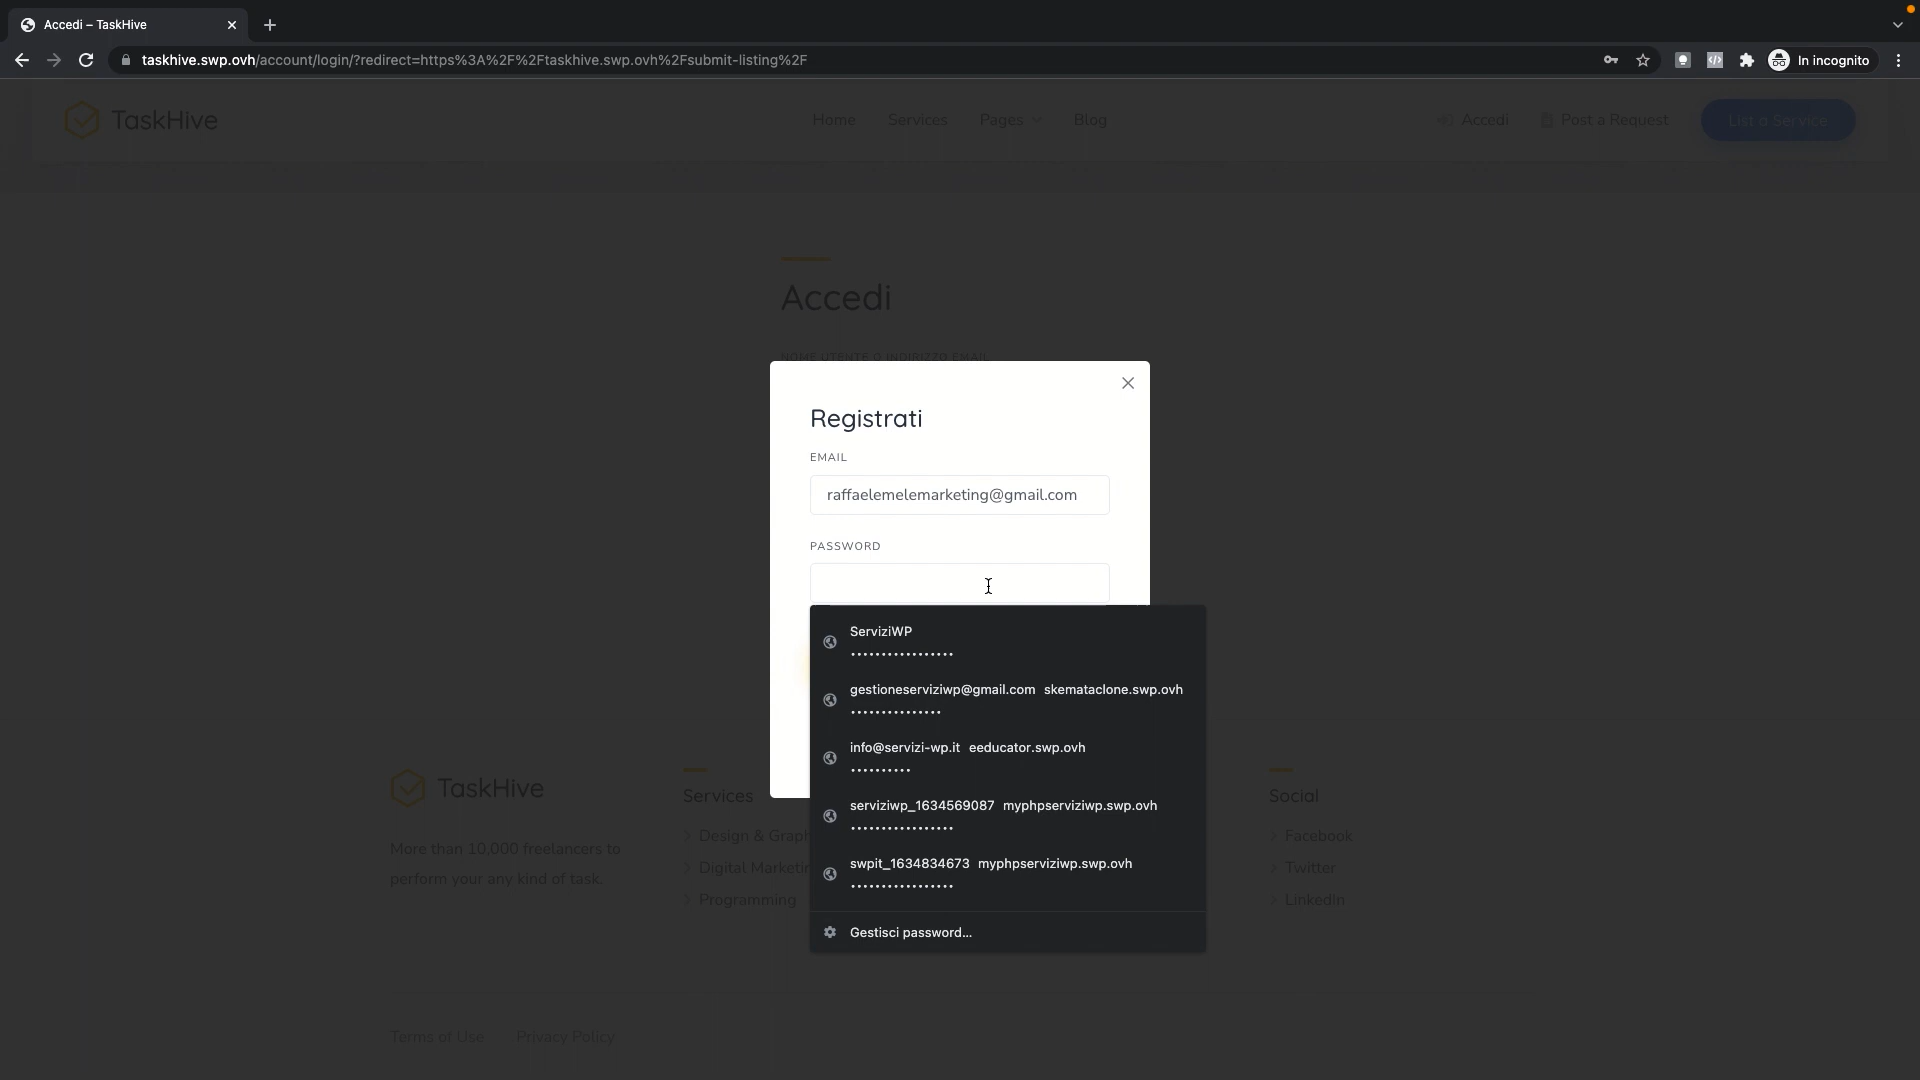 Accedi – TaskHive
taskhive.swp.ovh/account/login/?redirect=https%3A%2F%2Ftaskhive.swp.ovh%2Fsubmit-listing%2F
In incognito
TaskHive
Home
Services
Pages
Blog
Accedi
Post a Request
List a Service
Accedi
NOME UTENTE O INDIRIZZO EMAIL
Registrati
EMAIL
raffaelemelemarketing@gmail.com
PASSWORD
ServiziWP
•••••••••••••••••
gestioneserviziwp@gmail.com skemataclone.swp.ovh
•••••••••••••••
info@servizi-wp.it eeducator.swp.ovh
••••••••••
serviziwp_1634569087 myphpserviziwp.swp.ovh
•••••••••••••••••
swpit_1634834673 myphpserviziwp.swp.ovh
•••••••••••••••••
Gestisci password...
TaskHive
More than 10,000 freelancers to
perform your any kind of task.
Services
Design & Graph
Digital Marketin
Programming
Social
Facebook
Twitter
LinkedIn
Terms of Use
Privacy Policy